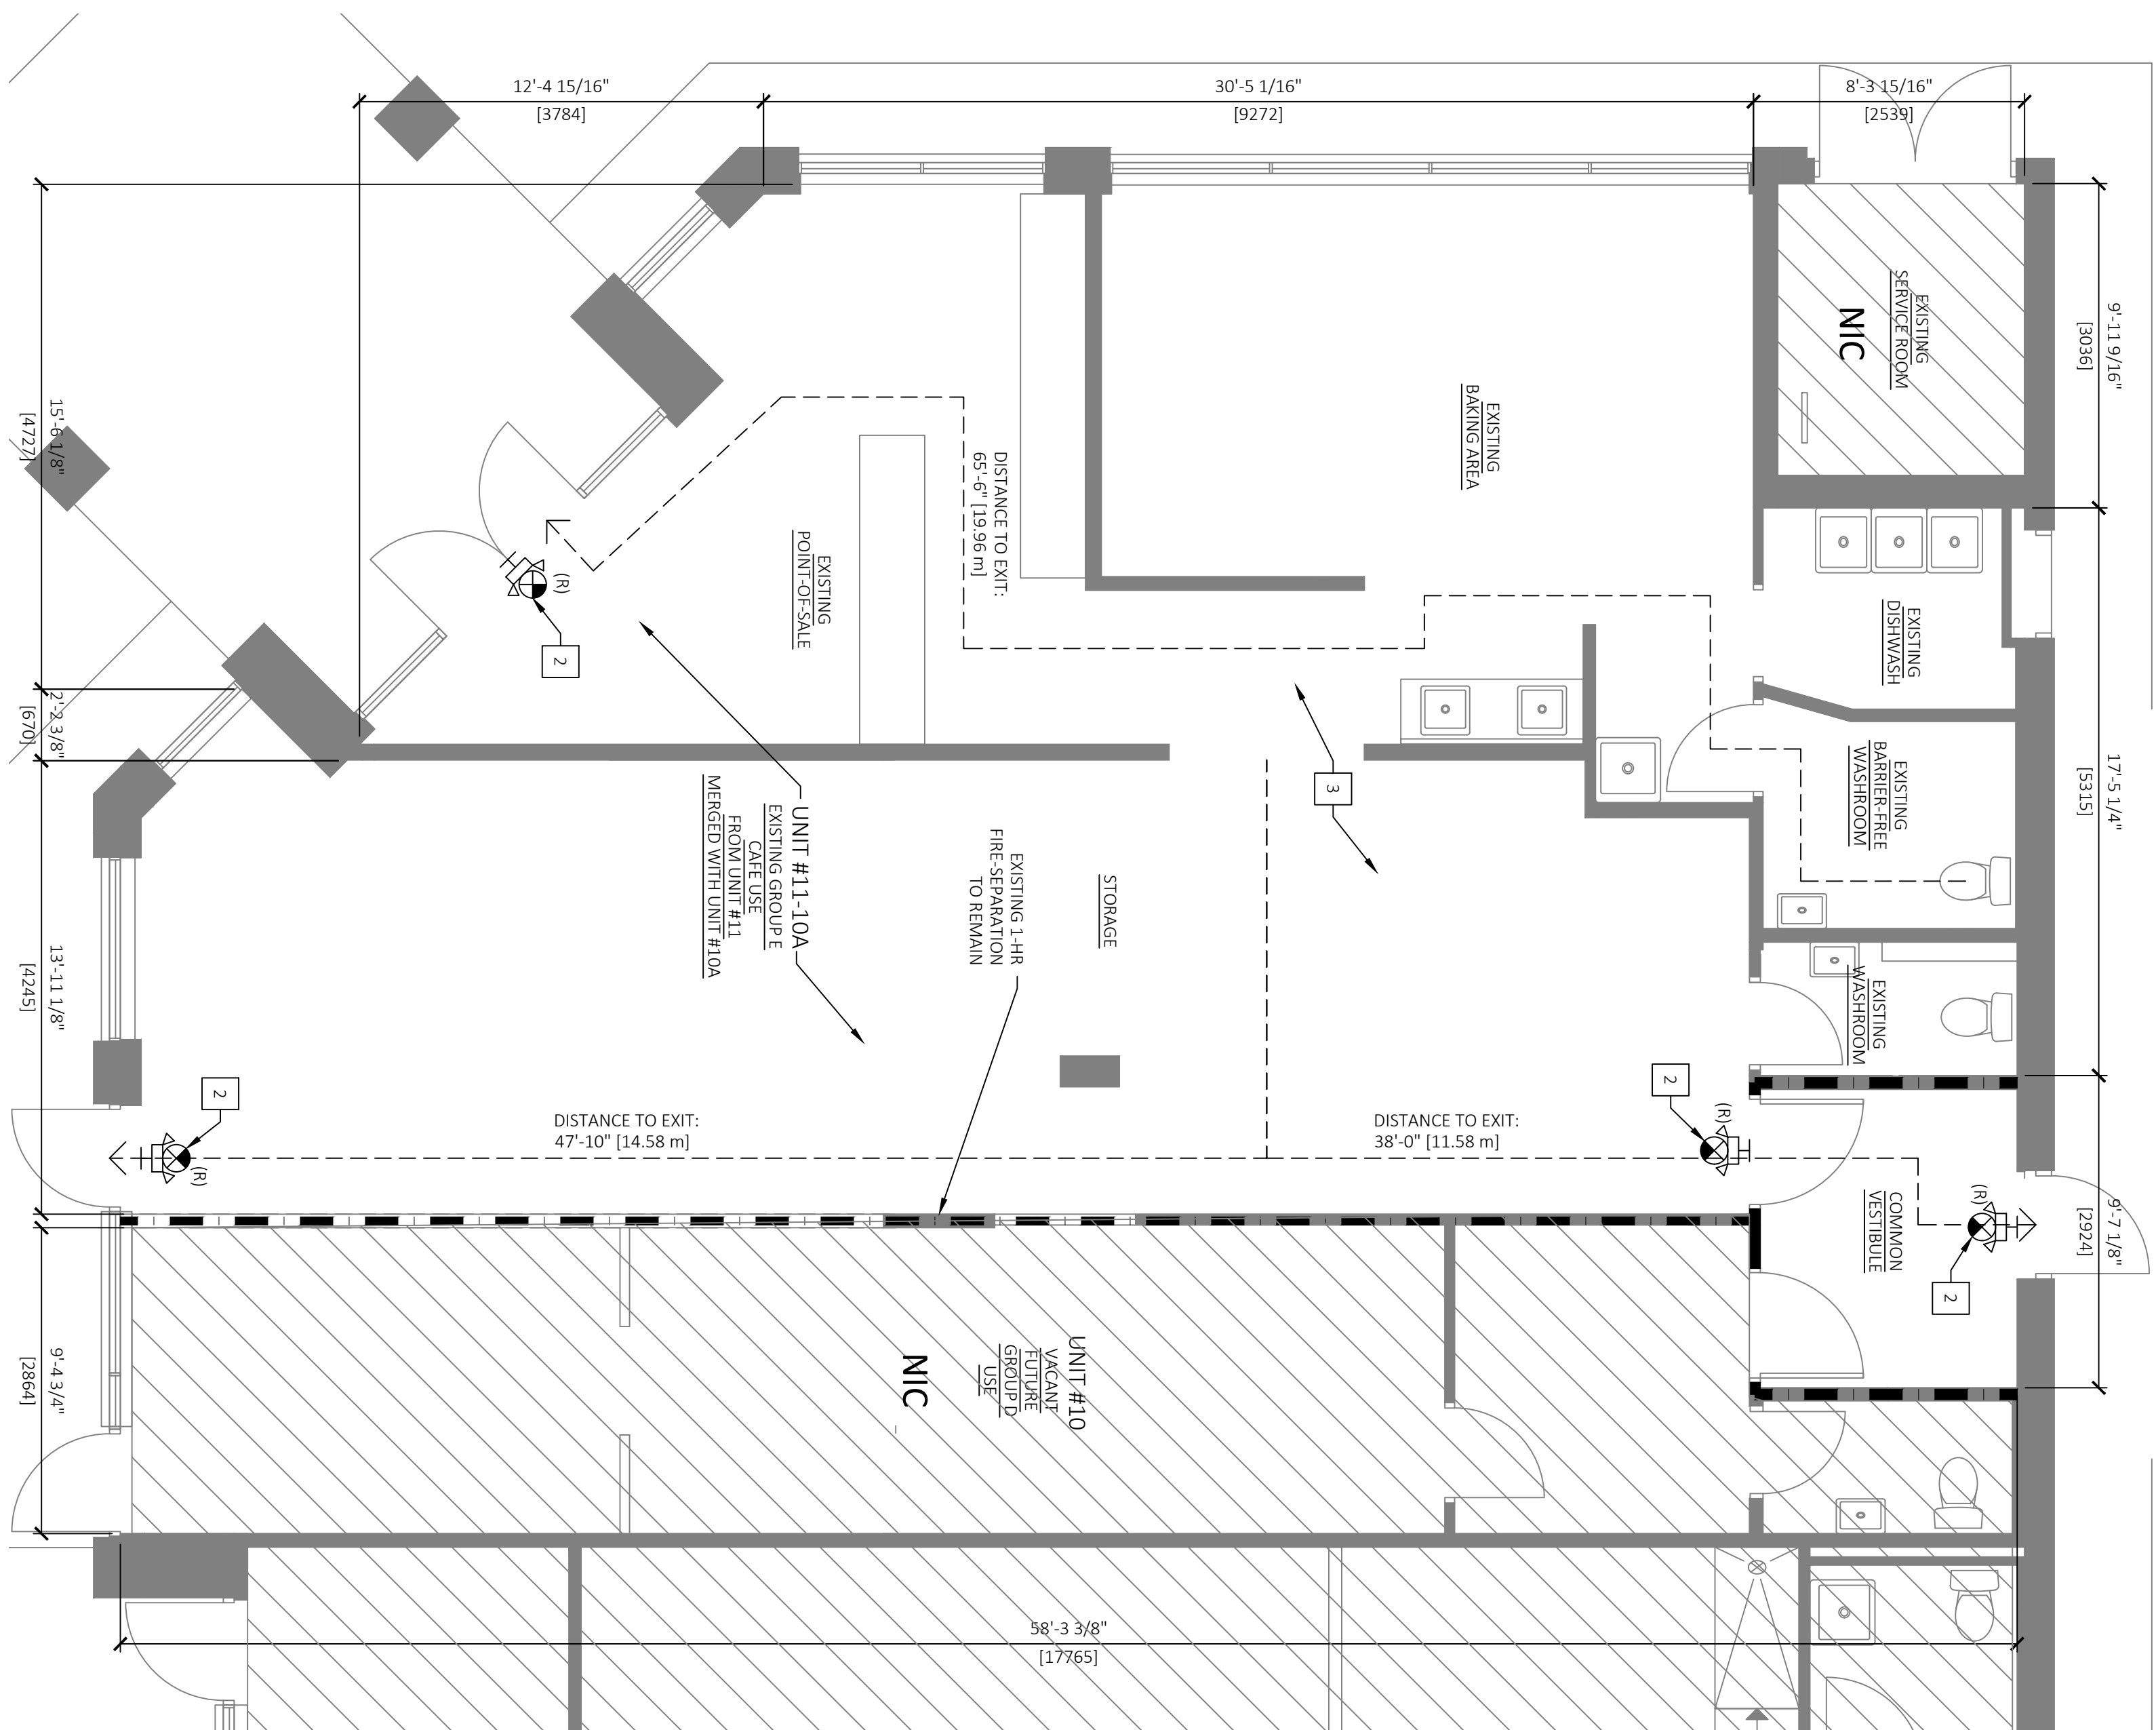 12'-4 15/16"
[3784]
30'-5 1/16"
[9272]
8'-3 15/16"
[2539]
9'-11 9/16"
[3036]
EXISTING
SERVICE ROOM
NIC
EXISTING
BAKING AREA
15'-6 1/8"
[4727]
DISTANCE TO EXIT:
65'-6" [19.96 m]
EXISTING
POINT-OF-SALE
(R)
2
EXISTING
DISHWASH
2'-2 3/8"
[670]
3
EXISTING
BARRIER-FREE
WASHROOM
17'-5 1/4"
[5315]
UNIT #11-10A
EXISTING GROUP E
CAFE USE
FROM UNIT #11
MERGED WITH UNIT #10A
EXISTING 1-HR
FIRE-SEPARATION
TO REMAIN
STORAGE
13'-11 1/8"
[4245]
EXISTING
WASHROOM
2
(R)
DISTANCE TO EXIT:
47'-10" [14.58 m]
DISTANCE TO EXIT:
38'-0" [11.58 m]
2
(R)
COMMON
VESTIBULE
(R)
2
9'-7 1/8"
[2924]
9'-4 3/4"
[2864]
UNIT #10
VACANT
FUTURE
GROUP D
USE
NIC
58'-3 3/8"
[17765]